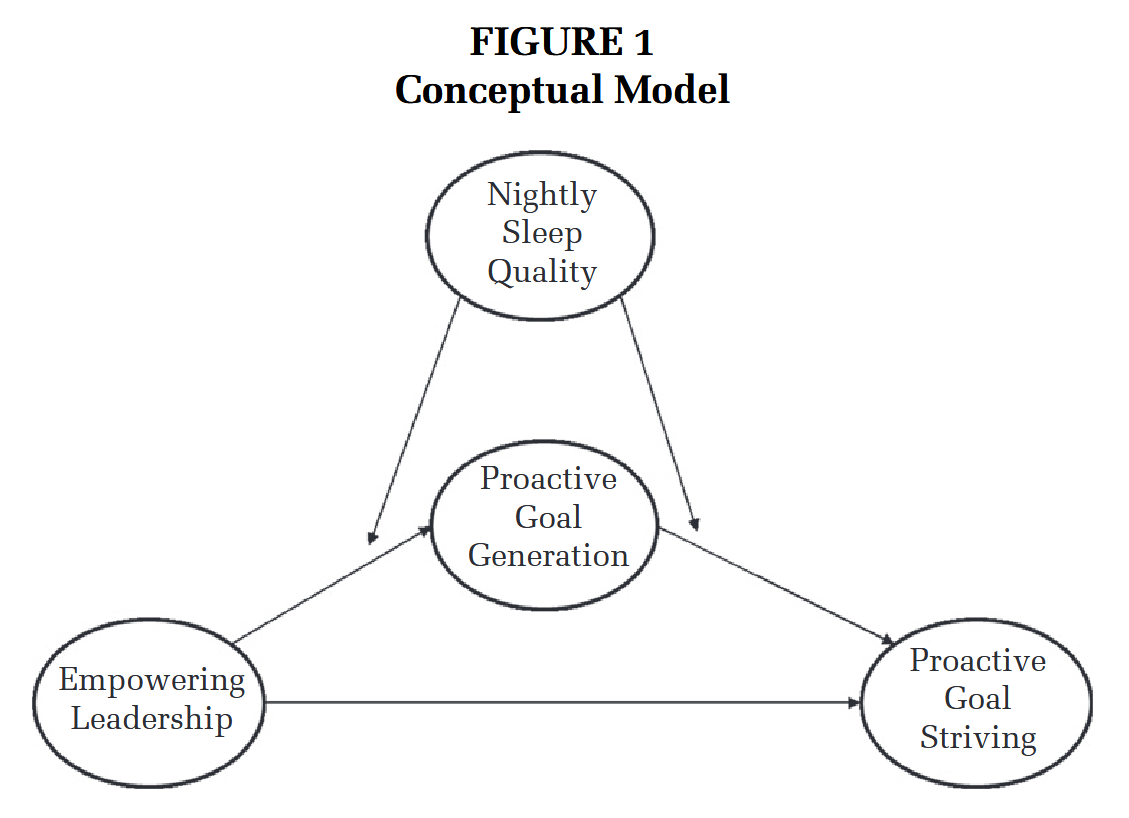 FIGURE 1
Conceptual Model
Nightly
Sleep
Quality
Proactive
Goal
Generation
Empowering
Leadership
Proactive
Goal
Striving